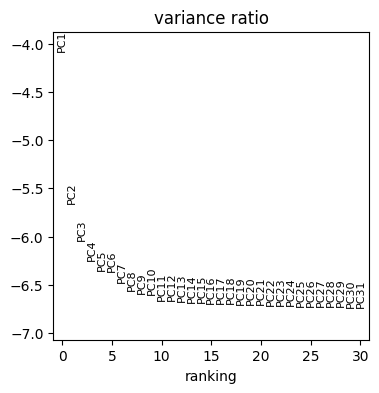 variance ratio
−4.0
−4.5
−5.0
−5.5
−6.0
−6.5
−7.0
PC1
PC2
PC3
PC4
PC5
PC6
PC7
PC8
PC9
PC10
PC11
PC12
PC13
PC14
PC15
PC16
PC17
PC18
PC19
PC20
PC21
PC22
PC23
PC24
PC25
PC26
PC27
PC28
PC29
PC30
PC31
0 5 10 15 20 25 30
ranking